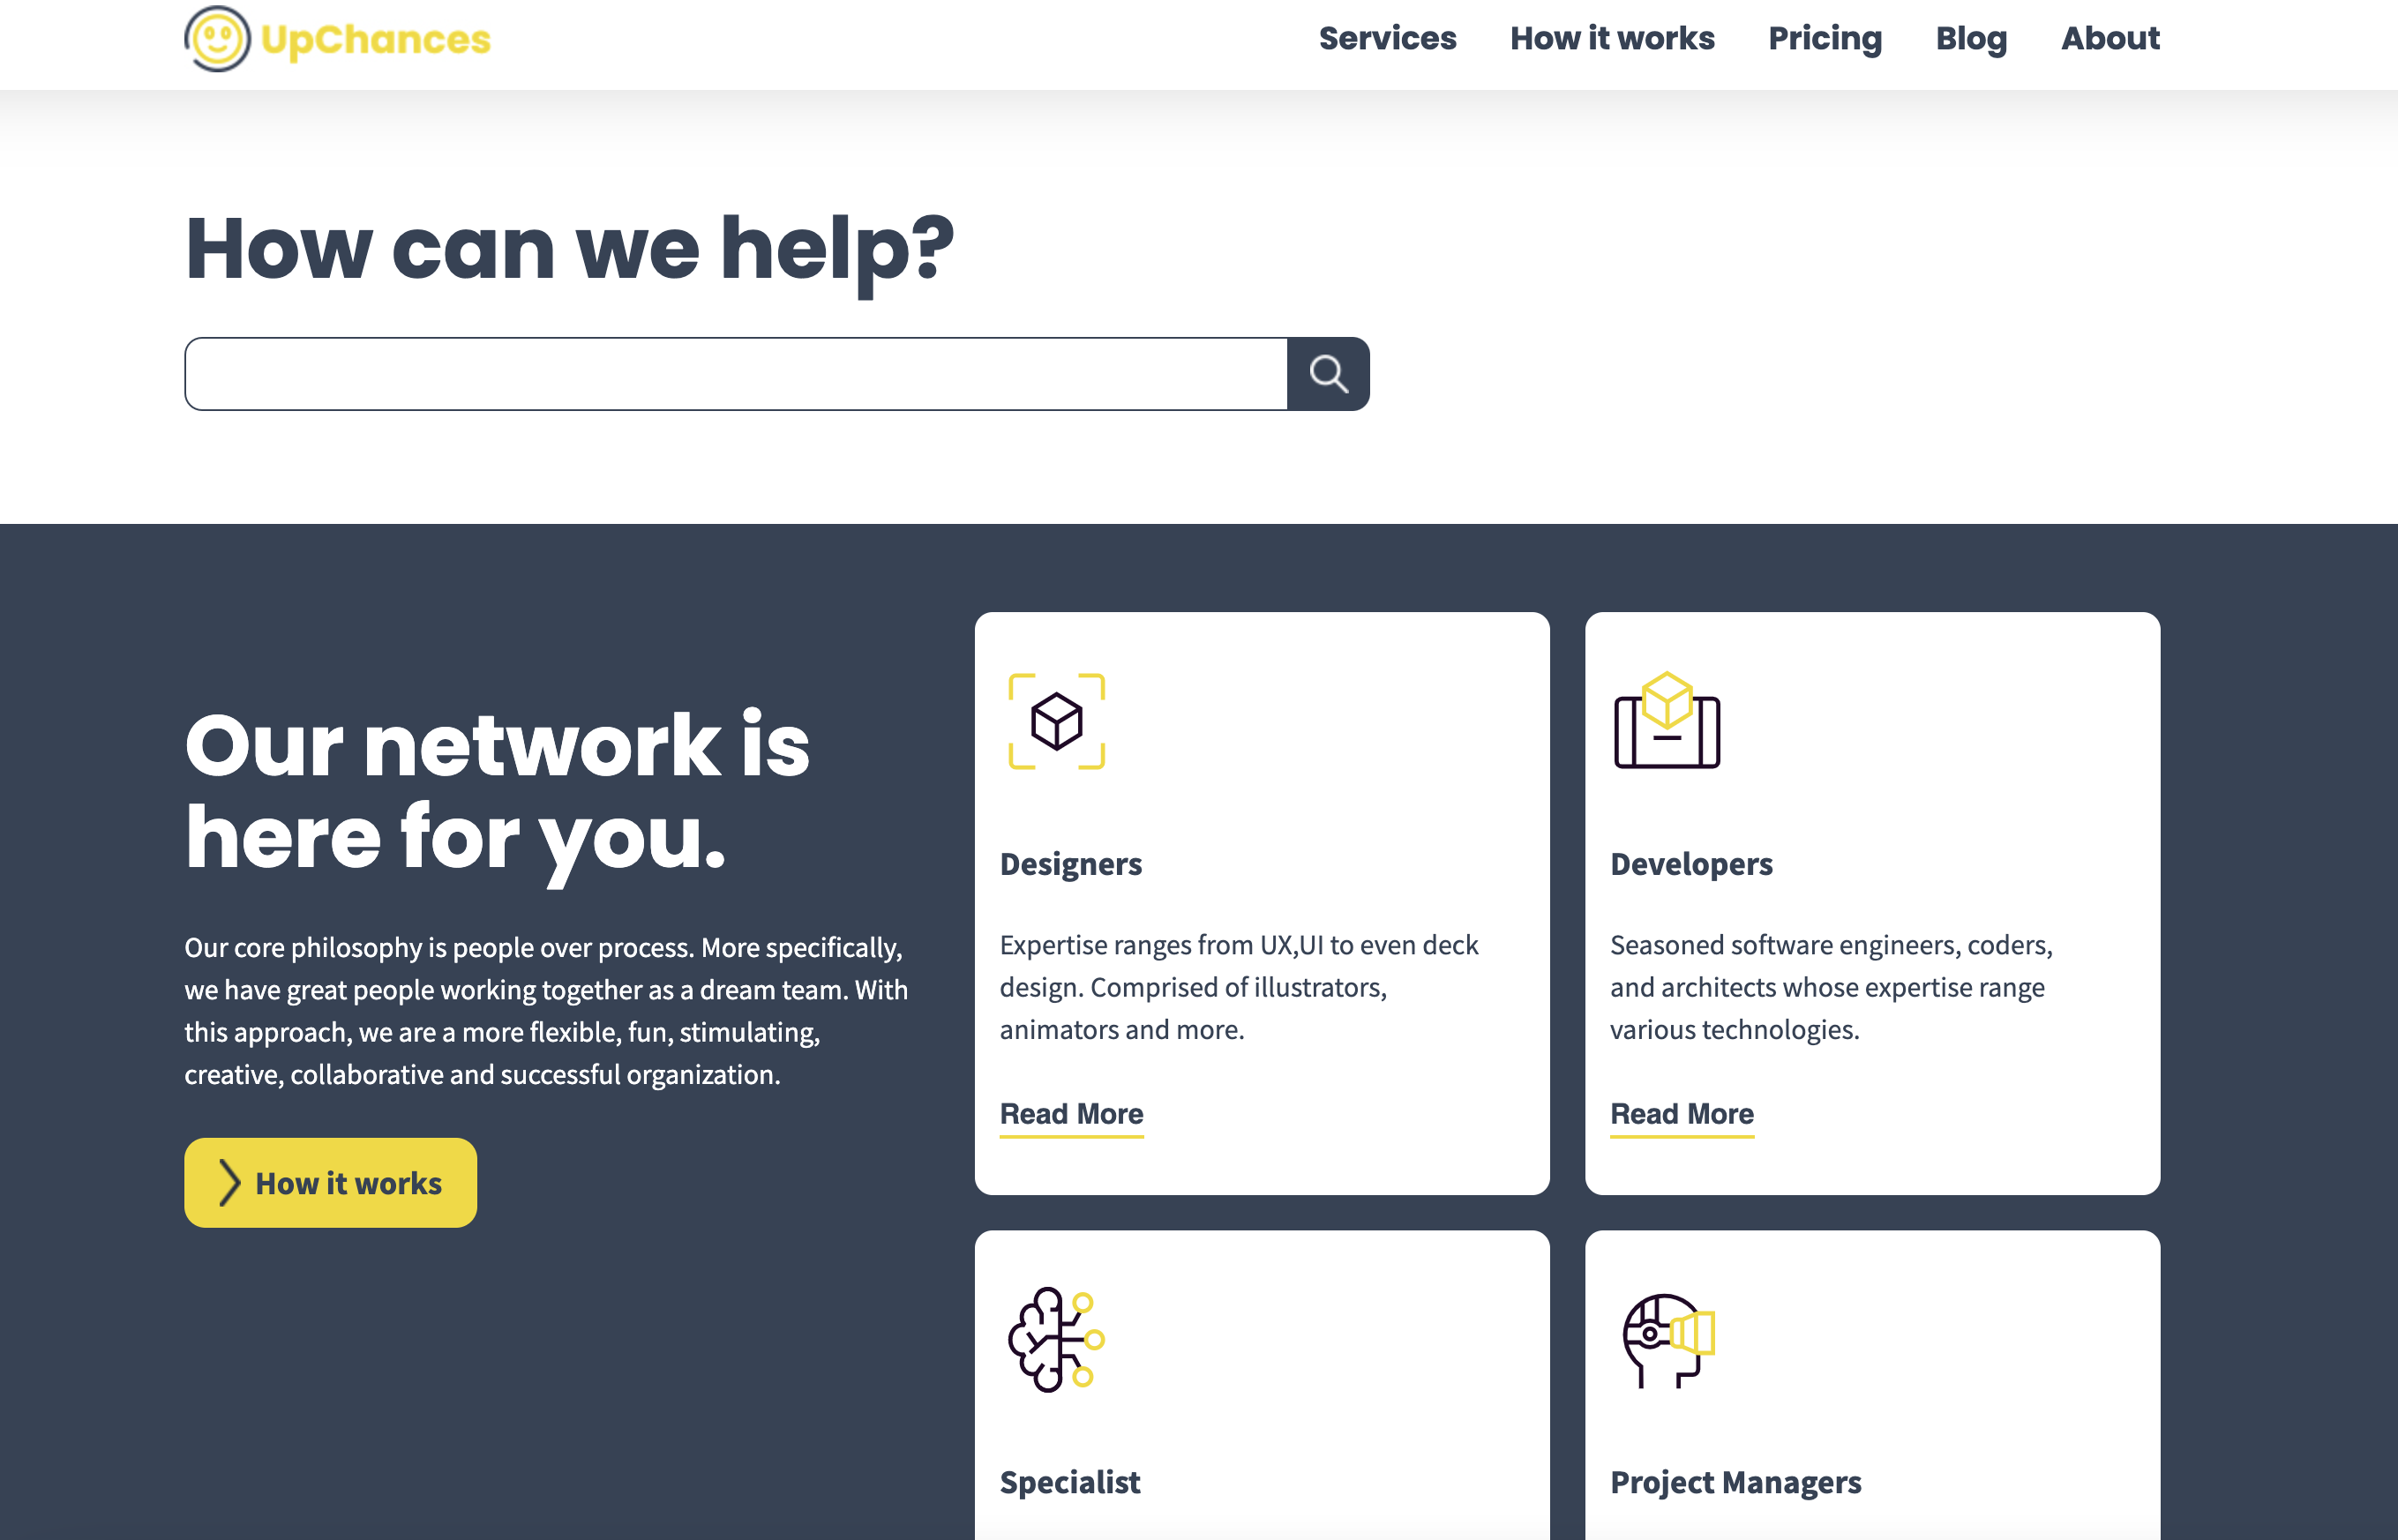 UpChances
Services
How it works
Pricing
Blog
About
How can we help?
Our network is
here for you.
Our core philosophy is people over process. More specifically,
we have great people working together as a dream team. With
this approach, we are a more flexible, fun, stimulating,
creative, collaborative and successful organization.
How it works
Designers
Expertise ranges from UX,UI to even deck
design. Comprised of illustrators,
animators and more.
Read More
Developers
Seasoned software engineers, coders,
and architects whose expertise range
various technologies.
Read More
Specialist
Project Managers